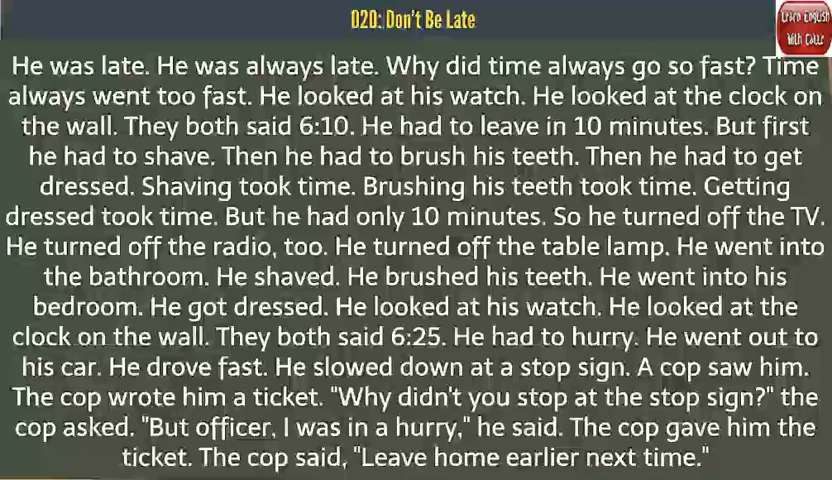 020: Don't Be Late
Learn English
With Cutie
He was late. He was always late. Why did time always go so fast? Time
always went too fast. He looked at his watch. He looked at the clock on
the wall. They both said 6:10. He had to leave in 10 minutes. But first
he had to shave. Then he had to brush his teeth. Then he had to get
dressed. Shaving took time. Brushing his teeth took time. Getting
dressed took time. But he had only 10 minutes. So he turned off the TV.
He turned off the radio, too. He turned off the table lamp. He went into
the bathroom. He shaved. He brushed his teeth. He went into his
bedroom. He got dressed. He looked at his watch. He looked at the
clock on the wall. They both said 6:25. He had to hurry. He went out to
his car. He drove fast. He slowed down at a stop sign. A cop saw him.
The cop wrote him a ticket. "Why didn't you stop at the stop sign?" the
cop asked. "But officer, I was in a hurry," he said. The cop gave him the
ticket. The cop said, "Leave home earlier next time."